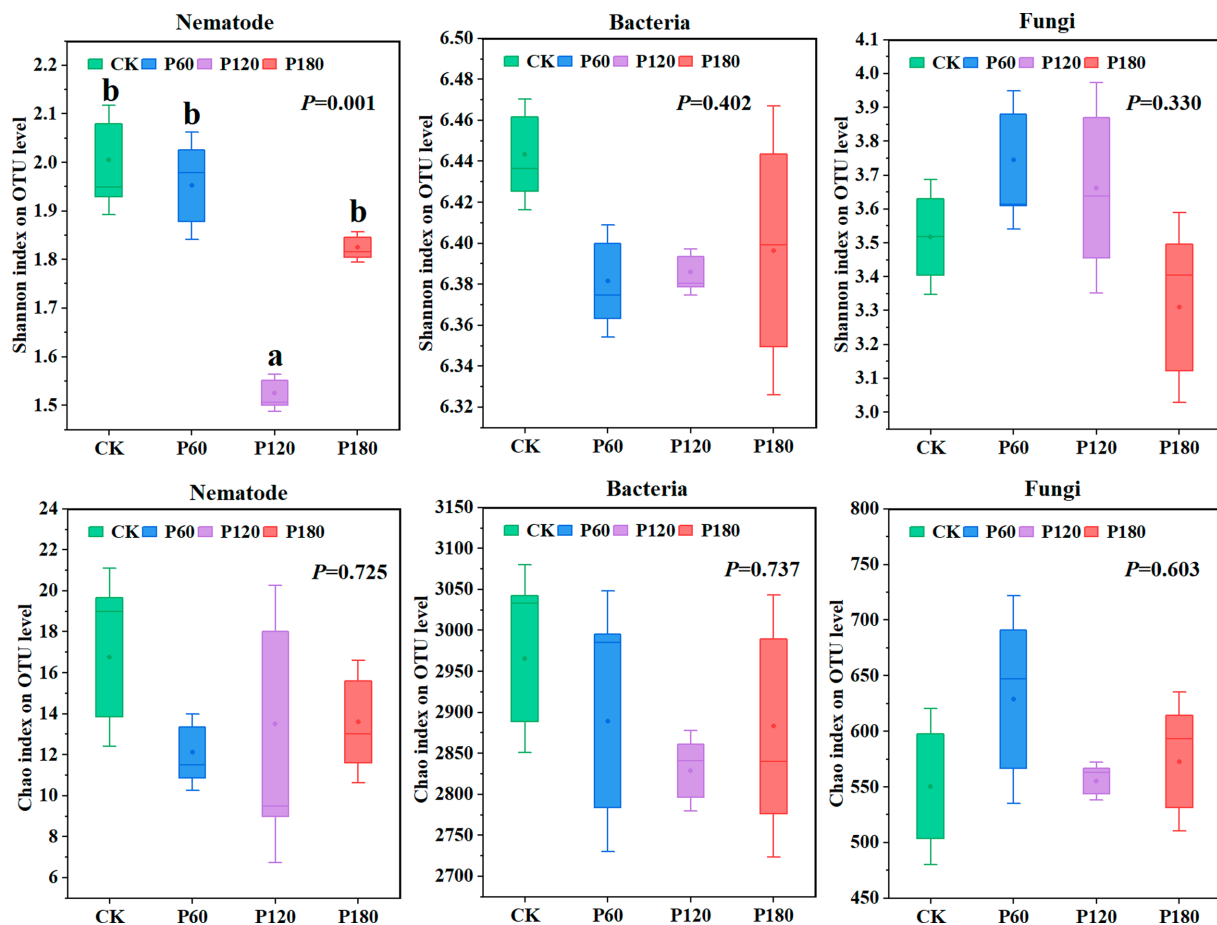 Nematode
CK P60 P120 P180
P=0.001
b
b
b
a
2.2
2.1
2.0
1.9
1.8
1.7
1.6
1.5
Shannon index on OTU level
CK P60 P120 P180
Bacteria
CK P60 P120 P180
P=0.402
6.50
6.48
6.46
6.44
6.42
6.40
6.38
6.36
6.34
6.32
Shannon index on OTU level
CK P60 P120 P180
Fungi
CK P60 P120 P180
P=0.330
4.1
4.0
3.9
3.8
3.7
3.6
3.5
3.4
3.3
3.2
3.1
3.0
Shannon index on OTU level
CK P60 P120 P180
Nematode
CK P60 P120 P180
P=0.725
24
22
20
18
16
14
12
10
8
6
Chao index on OTU level
CK P60 P120 P180
Bacteria
CK P60 P120 P180
P=0.737
3150
3100
3050
3000
2950
2900
2850
2800
2750
2700
Chao index on OTU level
CK P60 P120 P180
Fungi
CK P60 P120 P180
P=0.603
800
750
700
650
600
550
500
450
Chao index on OTU level
CK P60 P120 P180